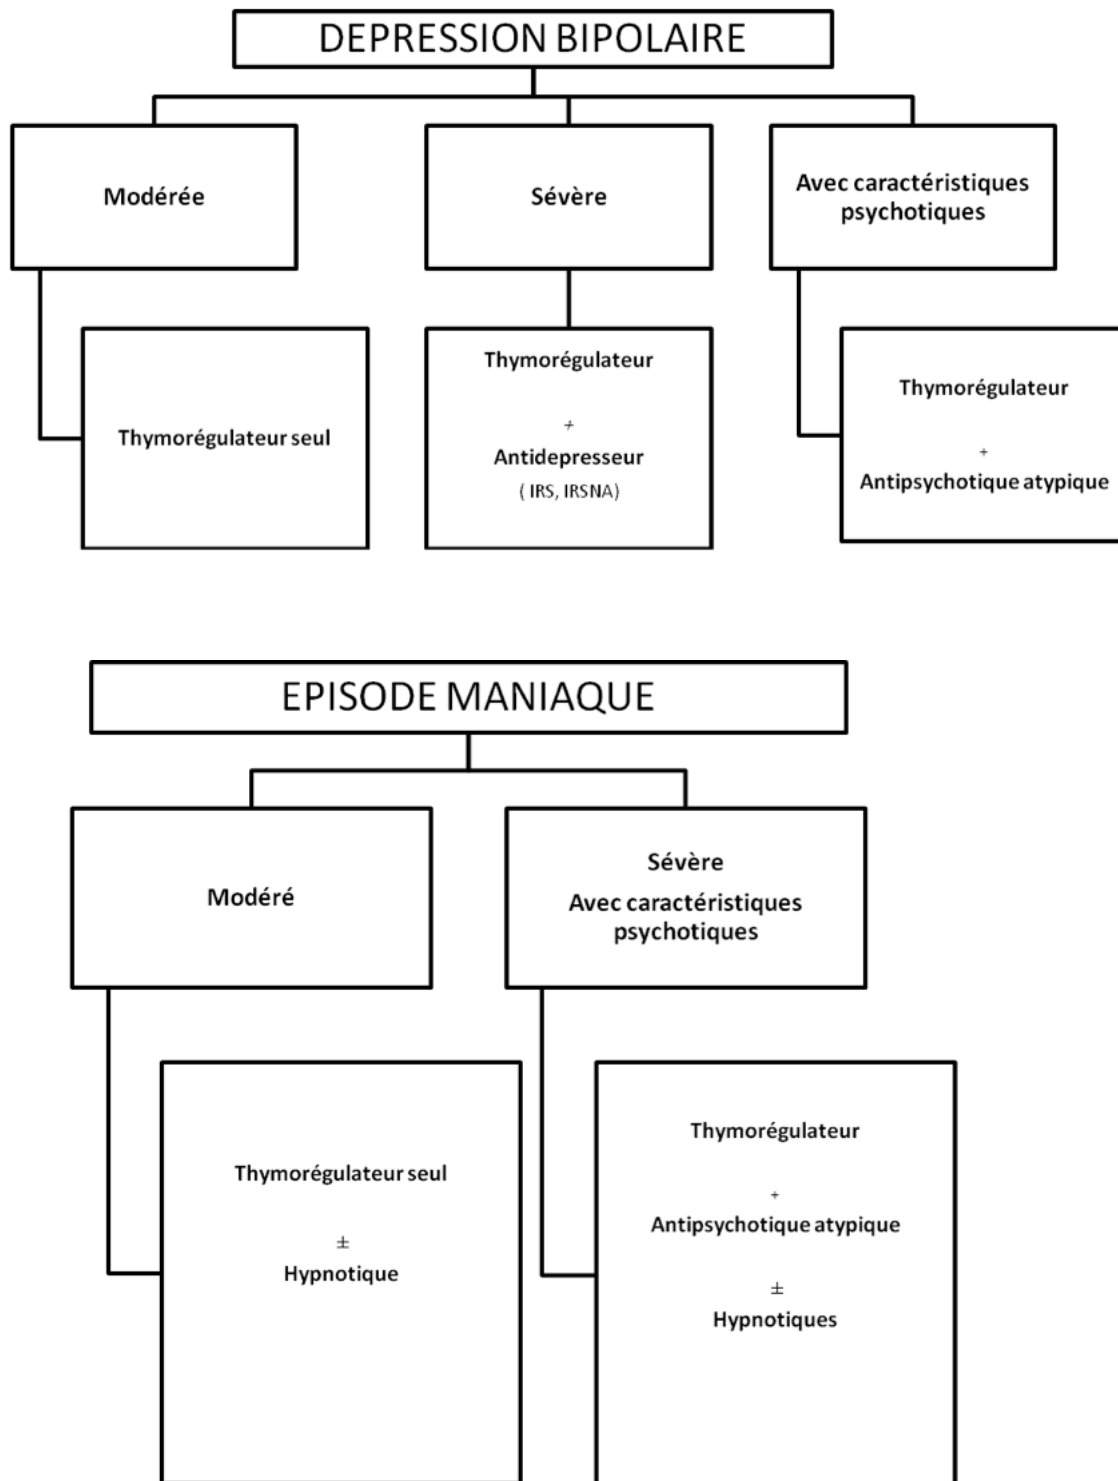 DEPRESSION BIPOLAIRE
Modérée
Sévère
Avec caractéristiques
psychotiques
Thymorégulateur seul
Thymorégulateur
+
Antidepresseur
( IRS, IRSNA)
Thymorégulateur
+
Antipsychotique atypique
EPISODE MANIAQUE
Modéré
Sévère
Avec caractéristiques
psychotiques
Thymorégulateur seul
±
Hypnotique
Thymorégulateur
+
Antipsychotique atypique
±
Hypnotiques